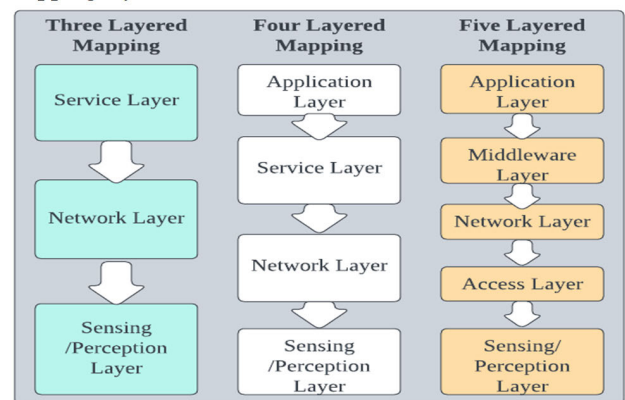 Three Layered
Mapping
Service Layer
Network Layer
Sensing
/Perception
Layer
Four Layered
Mapping
Application
Layer
Service Layer
Network Layer
Sensing
/Perception
Layer
Five Layered
Mapping
Application
Layer
Middleware
Layer
Network Layer
Access Layer
Sensing/
Perception
Layer